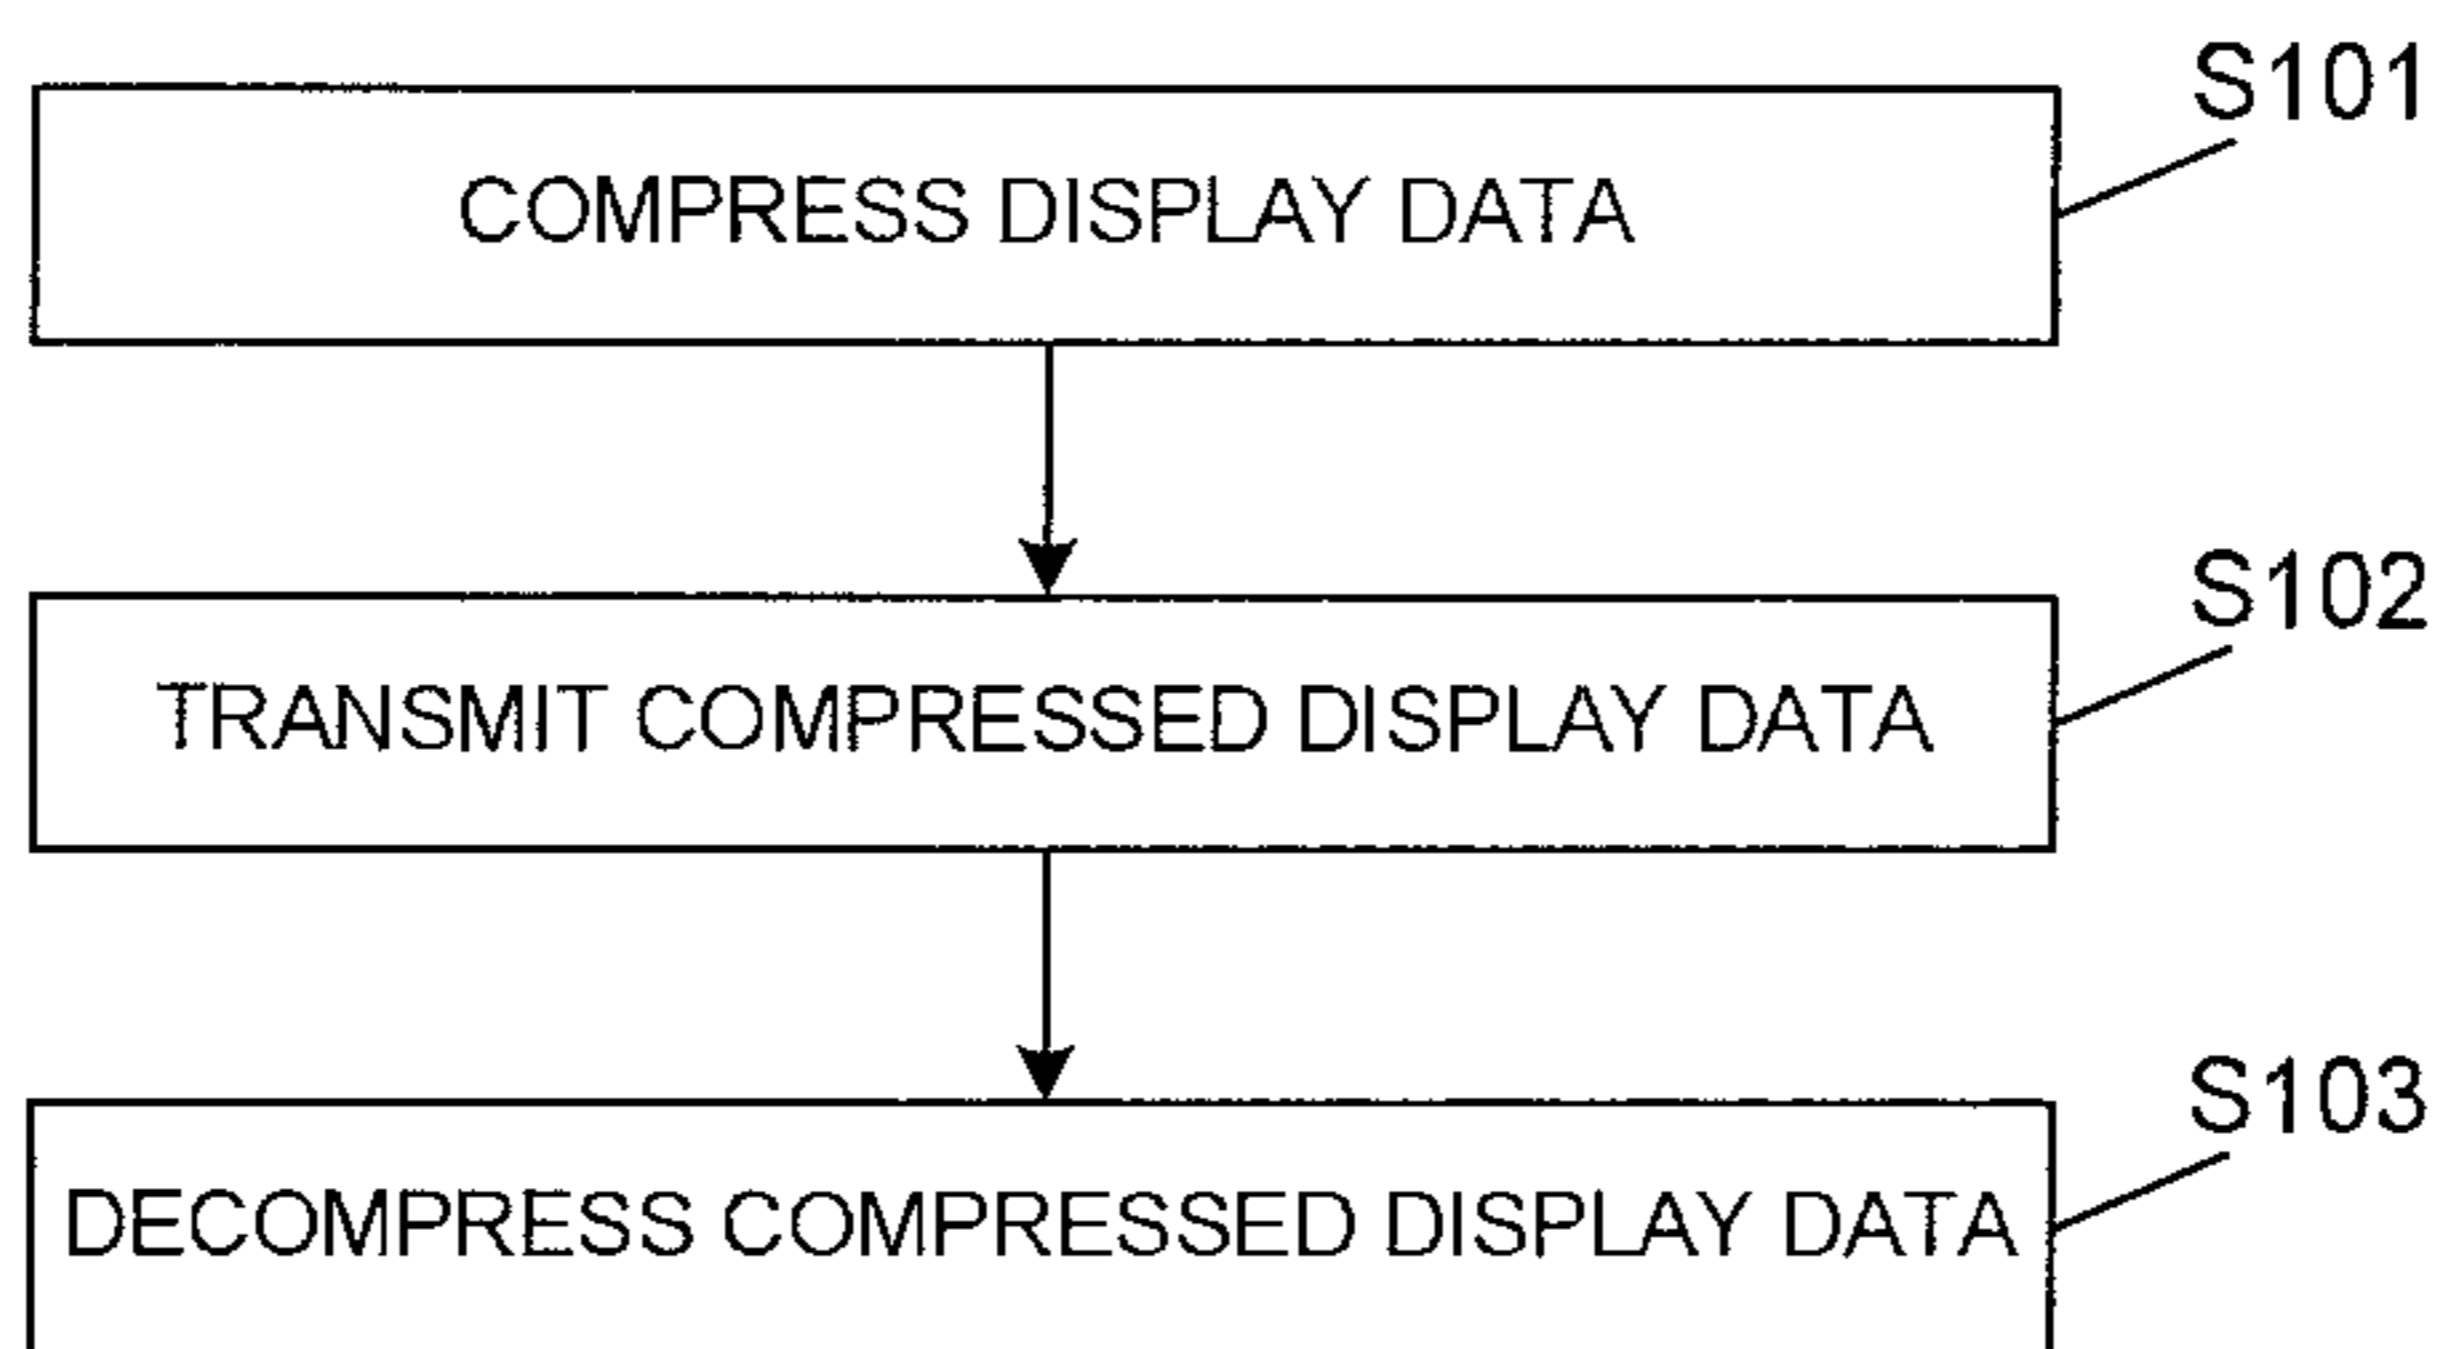 S101
COMPRESS DISPLAY DATA
S102
TRANSMIT COMPRESSED DISPLAY DATA
S103
DECOMPRESS COMPRESSED DISPLAY DATA